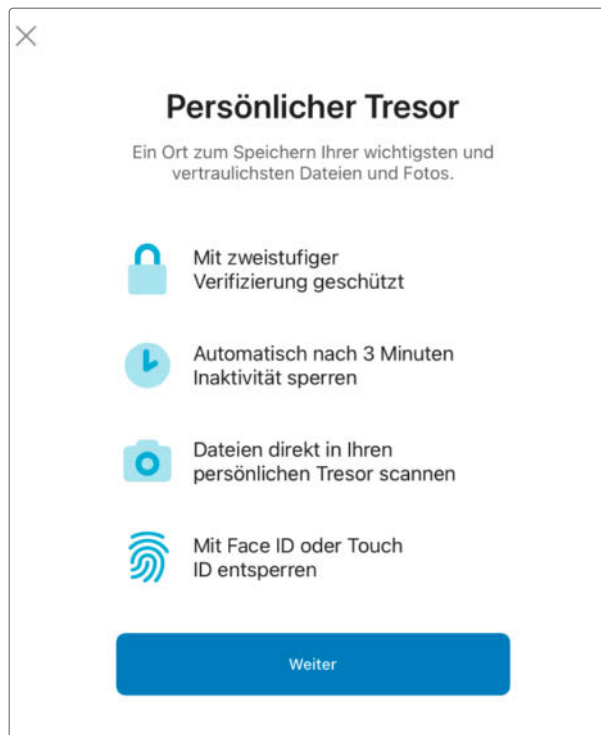 Persönlicher Tresor
Ein Ort zum Speichern Ihrer wichtigsten und
vertraulichsten Dateien und Fotos.
Mit zweistufiger
Verifizierung geschützt
Automatisch nach 3 Minuten
Inaktivität sperren
Dateien direkt in Ihren
persönlichen Tresor scannen
Mit Face ID oder Touch
ID entsperren
Weiter